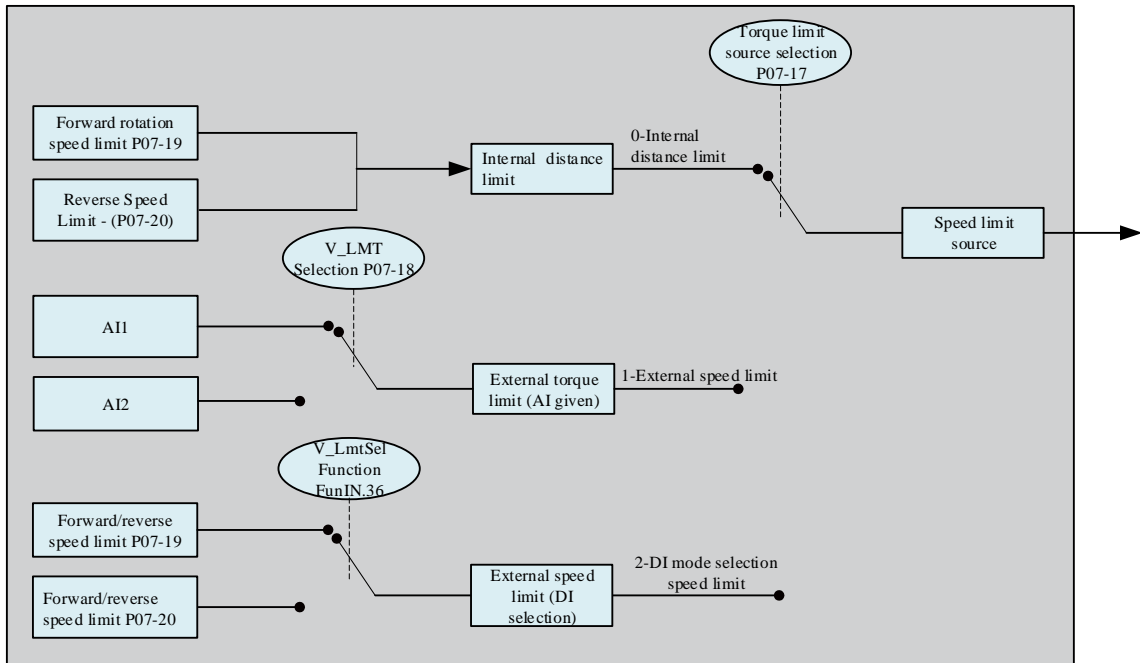 Torque limit
source selection
P07-17
Forward rotation
speed limit P07-19
Reverse Speed
Limit - (P07-20)
Internal distance
limit
0-Internal
distance limit
Speed limit
source
V_LMT
Selection P07-18
AI1
AI2
External torque
limit (AI given)
1-External speed limit
V_LmtSel
Function
FunIN.36
Forward/reverse
speed limit P07-19
Forward/reverse
speed limit P07-20
External speed
limit (DI
selection)
2-DI mode selection
speed limit